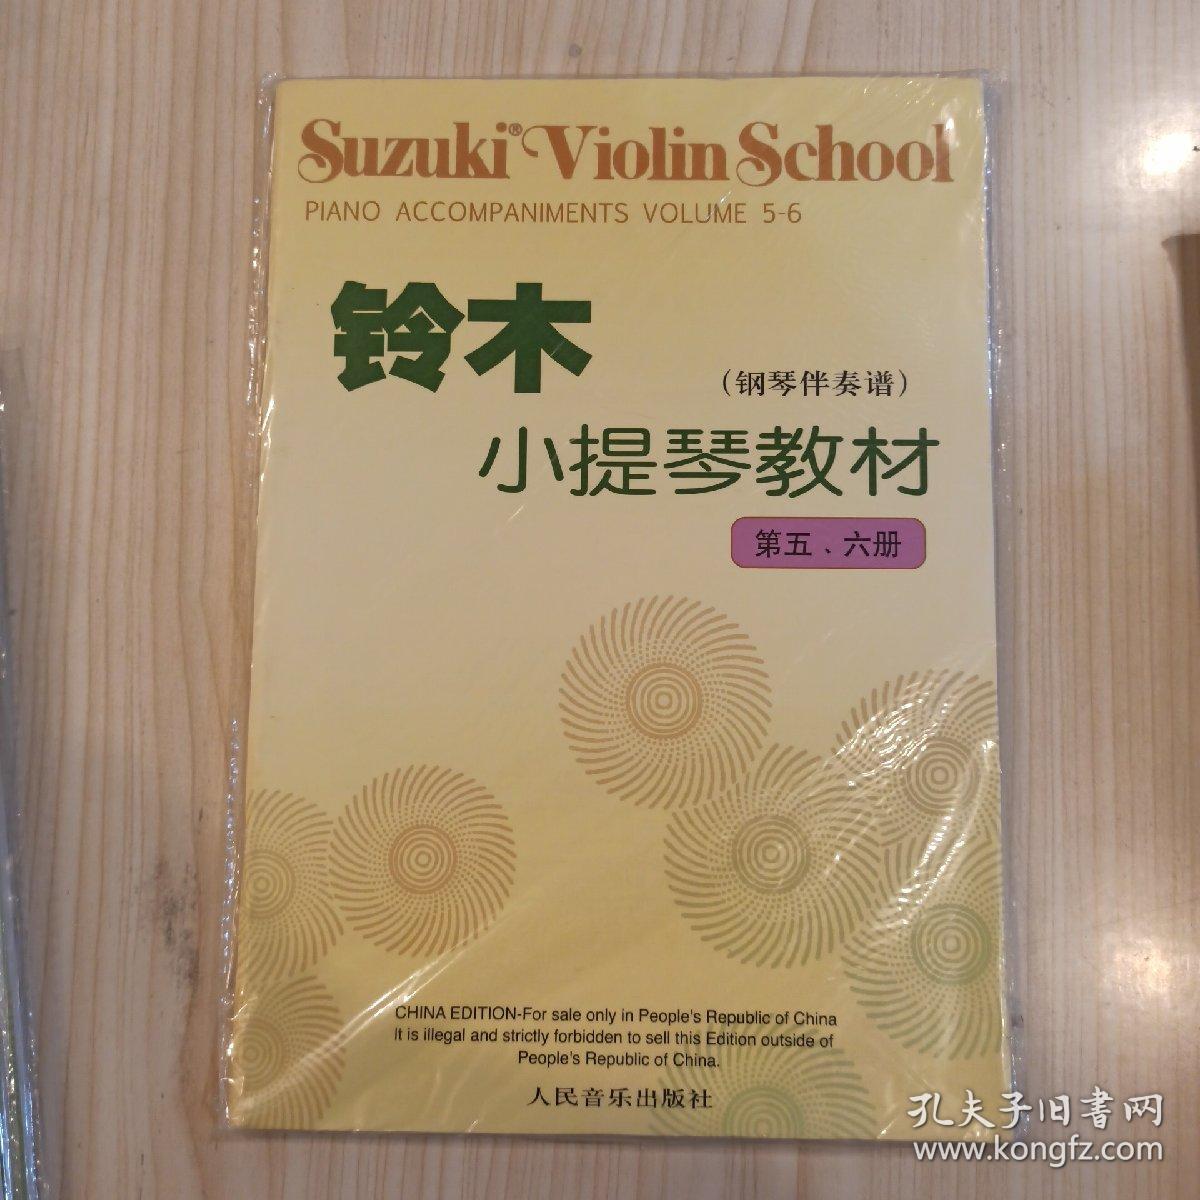 Suzuki® Violin School
PIANO ACCOMPANIMENTS VOLUME 5-6
铃木
（钢琴伴奏谱）
小提琴教材
第五、六册
CHINA EDITION-For sale only in People's Republic of China
It is illegal and strictly forbidden to sell this Edition outside of
People's Republic of China.
人民音乐出版社
孔夫子旧書网
www.kongfz.com